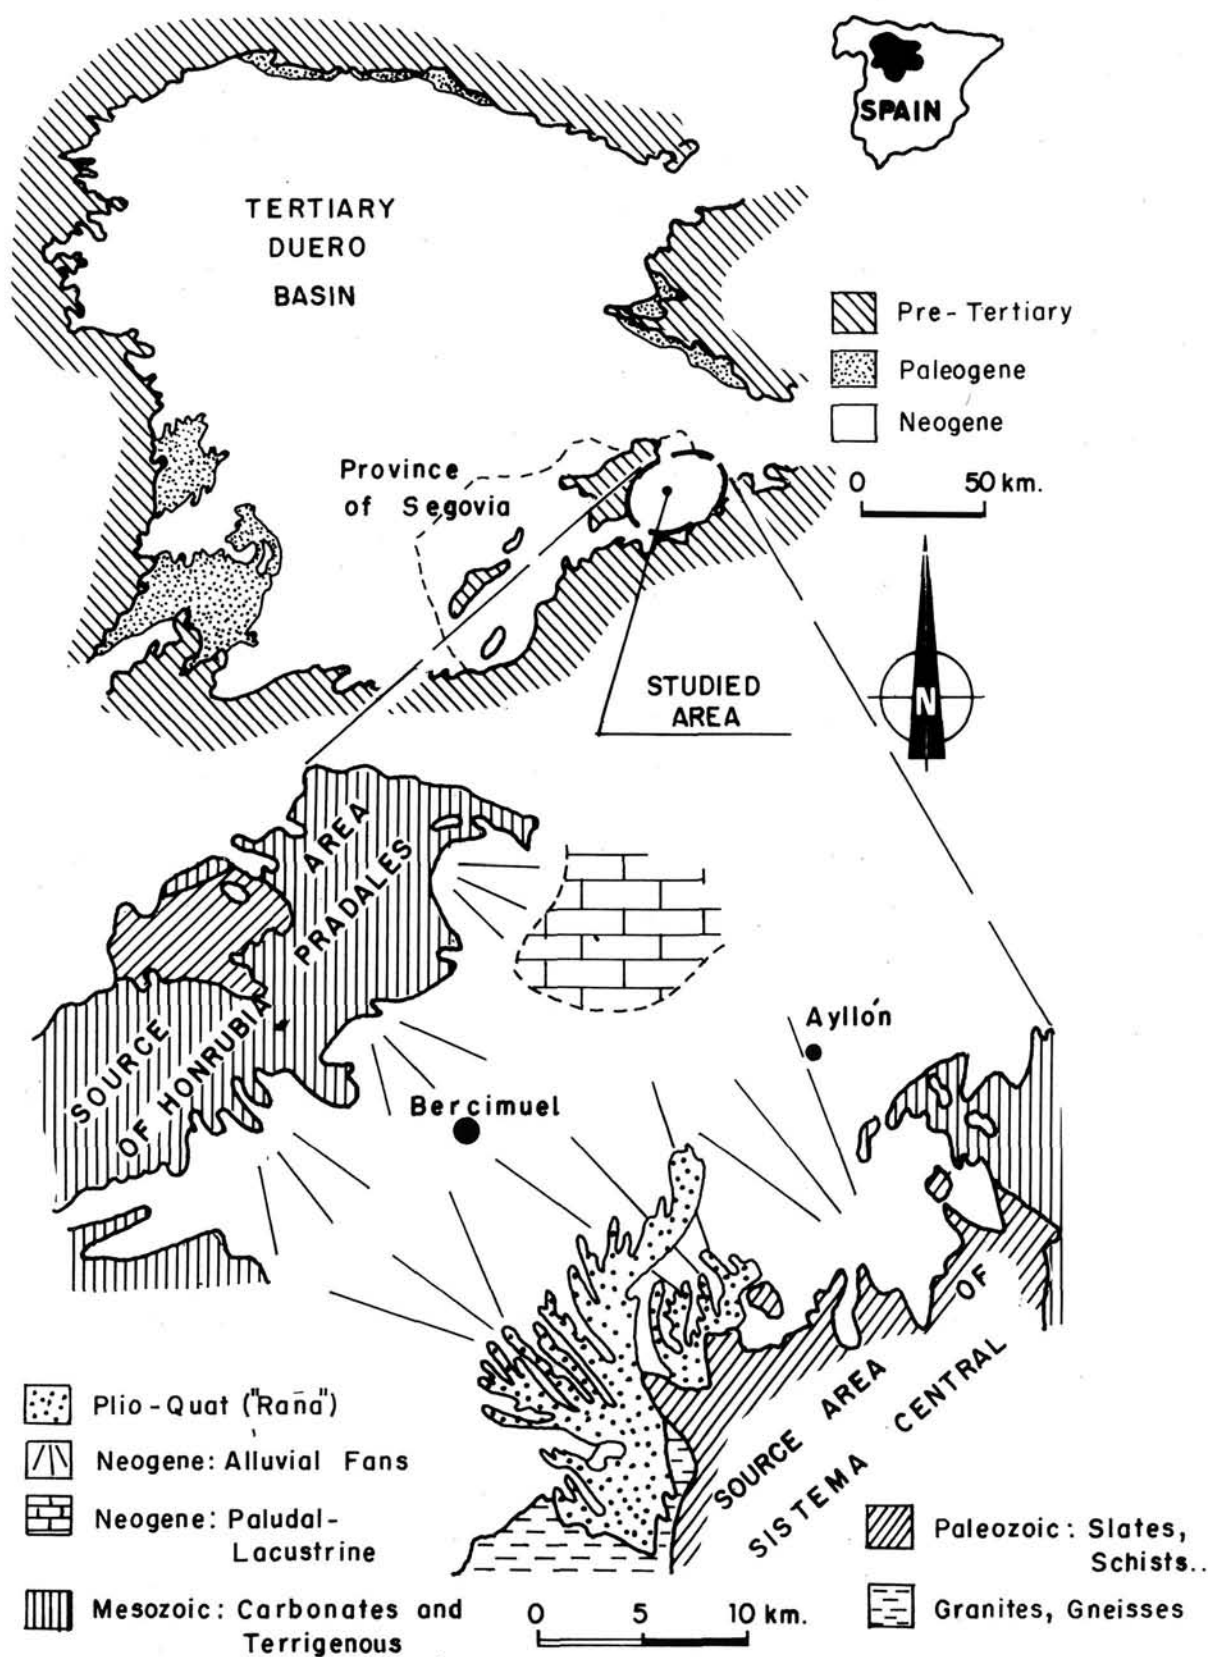 SPAIN
TERTIARY
DUERO
BASIN
Pre-Tertiary
Paleogene
Neogene
0 50 km.
Province
of Segovia
N
STUDIED
AREA
SOURCE AREA
OF HONRUBIA PRADALES
Ayllón
Bercimuel
SOURCE AREA OF
SISTEMA CENTRAL
Plio-Quat ("Raña")
Neogene: Alluvial Fans
Neogene: Paludal-
Lacustrine
Mesozoic: Carbonates and
Terrigenous
0 5 10 km.
Paleozoic: Slates,
Schists..
Granites, Gneisses